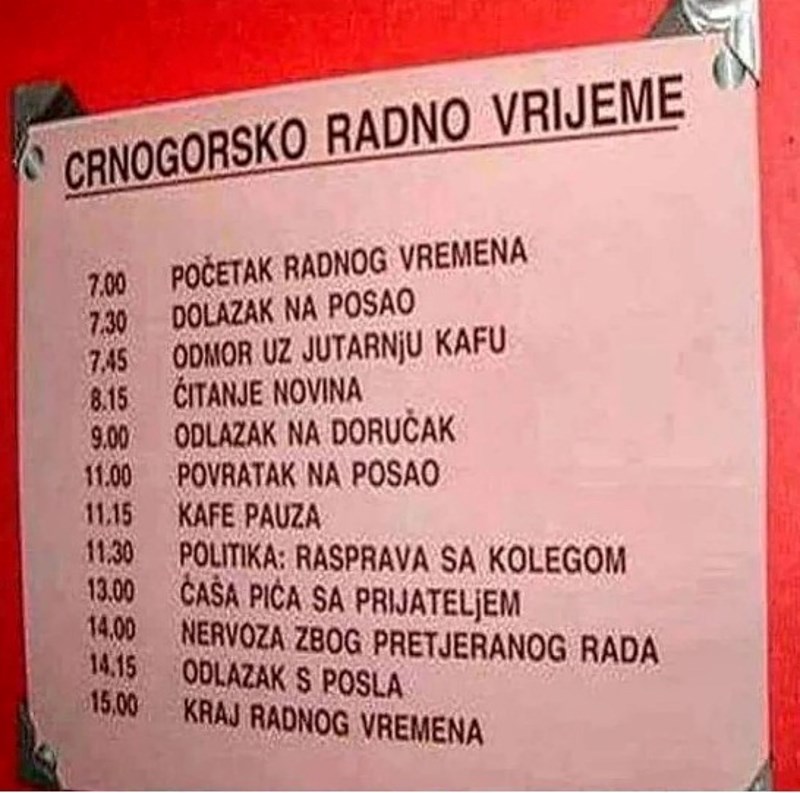 CRNOGORSKO RADNO VRIJEME
7.00 POČETAK RADNOG VREMENA
7.30 DOLAZAK NA POSAO
7.45 ODMOR UZ JUTARNjU KAFU
8.15 ČITANJE NOVINA
9.00 ODLAZAK NA DORUČAK
11.00 POVRATAK NA POSAO
11.15 KAFE PAUZA
11.30 POLITIKA: RASPRAVA SA KOLEGOM
13.00 ČAŠA PIĆA SA PRIJATELjEM
14.00 NERVOZA ZBOG PRETJERANOG RADA
14.15 ODLAZAK S POSLA
15.00 KRAJ RADNOG VREMENA